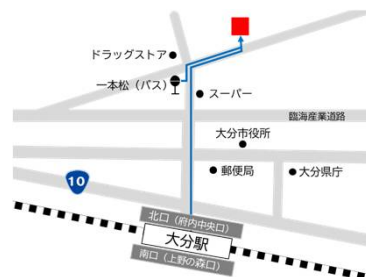 ドラッグストア
一本松（バス）
スーパー
臨海産業道路
大分市役所
郵便局
大分県庁
10
北口（府内中央口）
大分駅
南口（上野の森口）